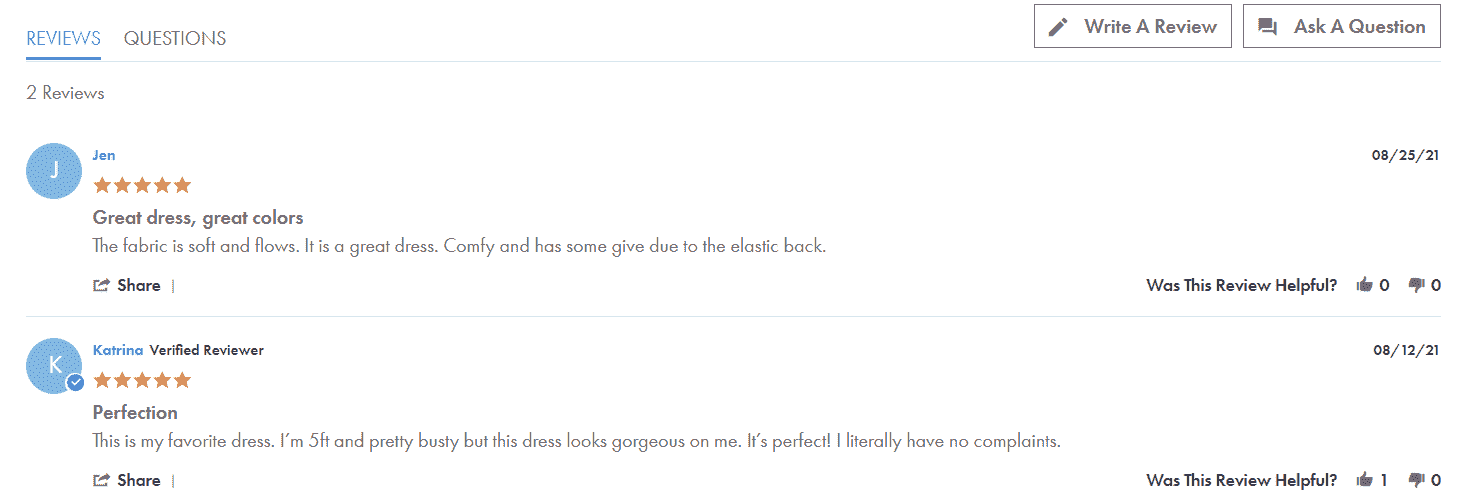 REVIEWS QUESTIONS Write A Review Ask A Question
2 Reviews
J Jen 08/25/21
Great dress, great colors
The fabric is soft and flows. It is a great dress. Comfy and has some give due to the elastic back.
Share Was This Review Helpful? 0 0
K Katrina Verified Reviewer 08/12/21
Perfection
This is my favorite dress. I’m 5ft and pretty busty but this dress looks gorgeous on me. It’s perfect! I literally have no complaints.
Share Was This Review Helpful? 1 0